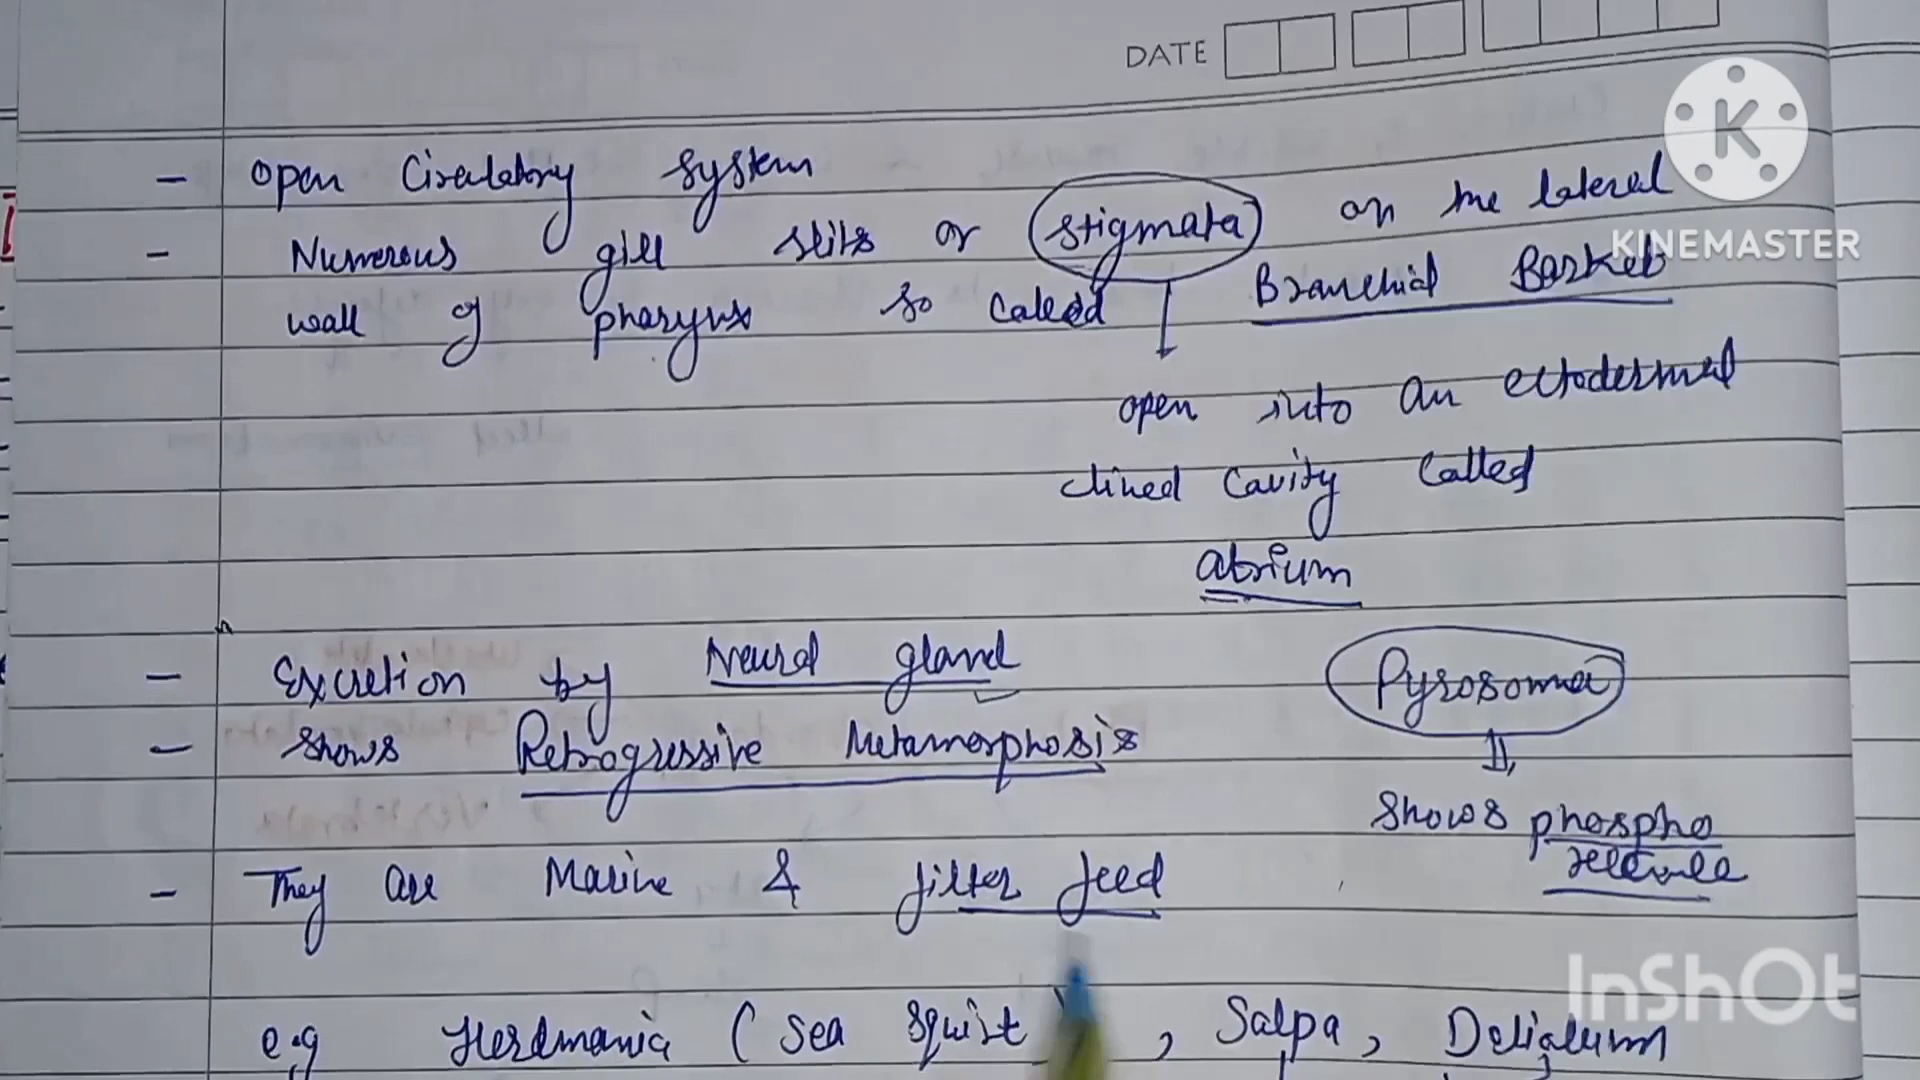 DATE
K
KINEMASTER
- Open Circulatory system
- Numerous gill slits or stigmata on the lateral
wall of pharynx so called Branchial Basket
open into an ectodermal
lined cavity called
atrium
- Excretion by Neural gland
Pyrosoma
- shows Retrogressive Metamorphosis
shows phospho
- They are Marine & filter feed
InShOt
e.g Herdmania (Sea squirt), Salpa, Doliolum